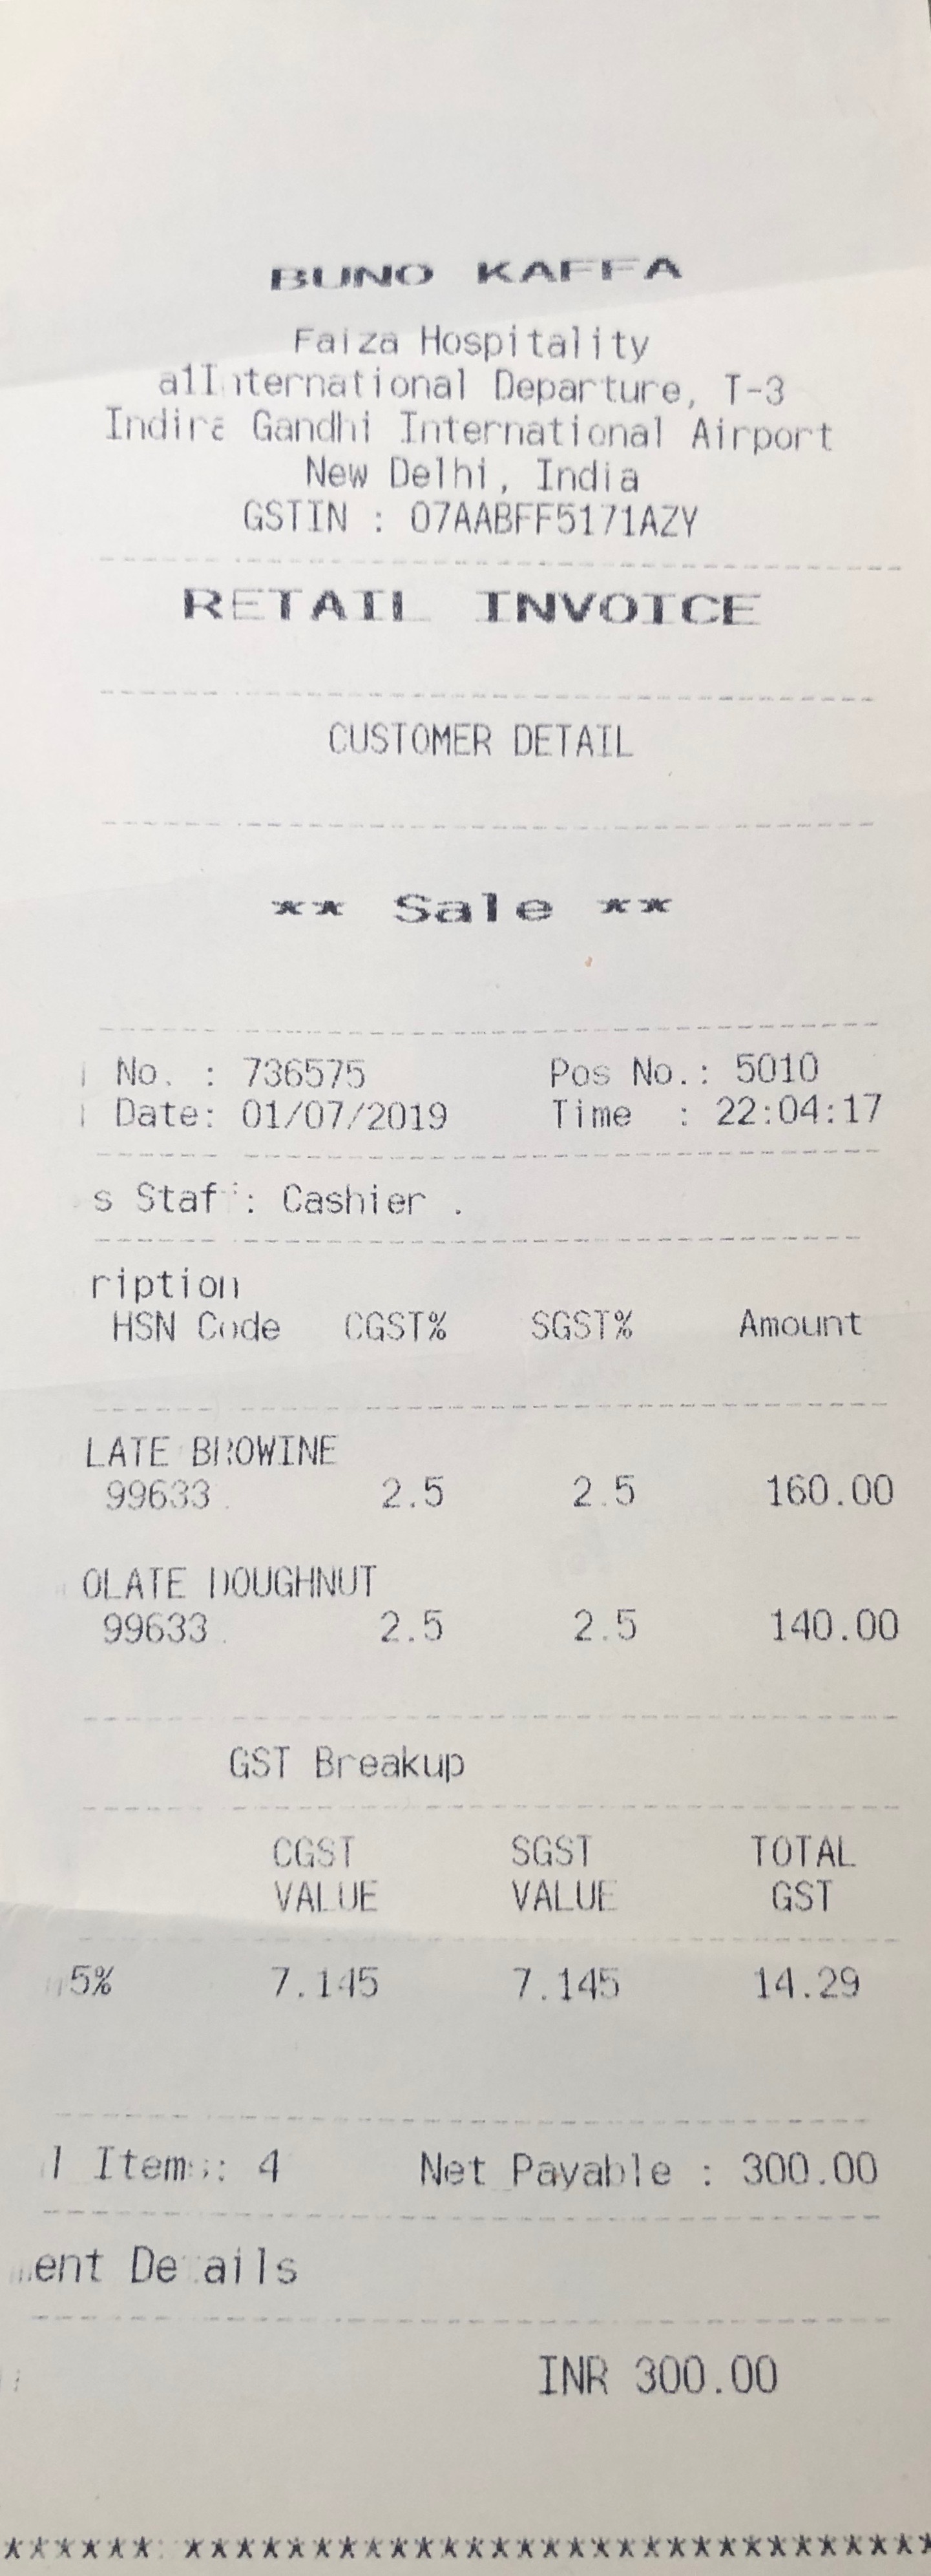 BUNO KAFFA
Faiza Hospitality
International Departure, T-3
Indira Gandhi International Airport
New Delhi, India
GSTIN : 07AABFF5171AZY
RETAIL INVOICE
CUSTOMER DETAIL
** Sale **
No. : 736575 Pos No.: 5010
Date: 01/07/2019 Time : 22:04:17
s Staff: Cashier .
ription
HSN Code CGST% SGST% Amount
LATE BROWINE
99633 2.5 2.5 160.00
OLATE DOUGHNUT
99633 2.5 2.5 140.00
GST Breakup
CGST SGST TOTAL
VALUE VALUE GST
5% 7.145 7.145 14.29
l Items: 4 Net Payable : 300.00
ent Details
INR 300.00